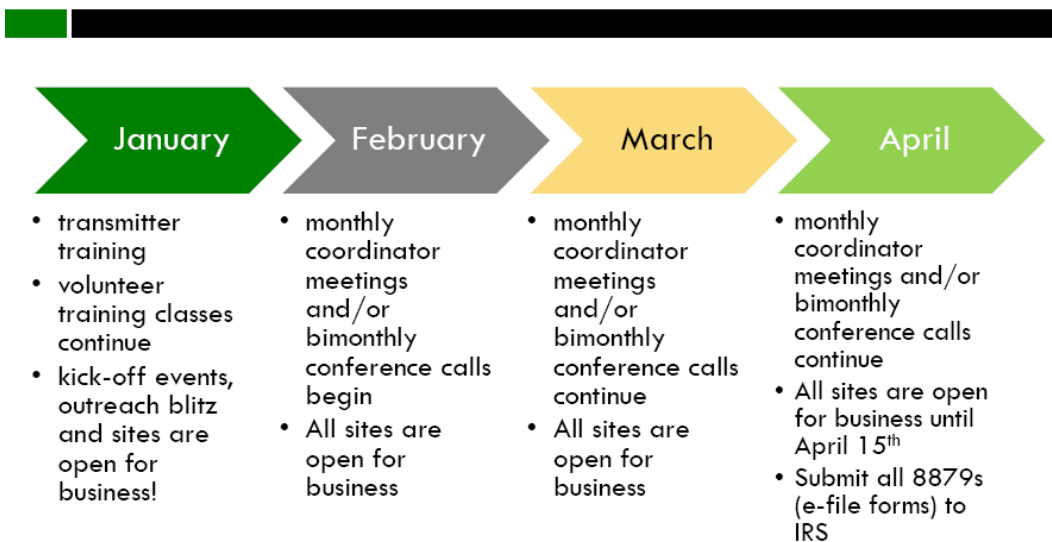 January
• transmitter
training
• volunteer
training classes
continue
• kick-off events,
outreach blitz
and sites are
open for
business!
February
• monthly
coordinator
meetings
and/or
bimonthly
conference calls
begin
• All sites are
open for
business
March
• monthly
coordinator
meetings
and/or
bimonthly
conference calls
continue
• All sites are
open for
business
April
• monthly
coordinator
meetings and/or
bimonthly
conference calls
continue
• All sites are open
for business until
April 15th
• Submit all 8879s
(e-file forms) to
IRS